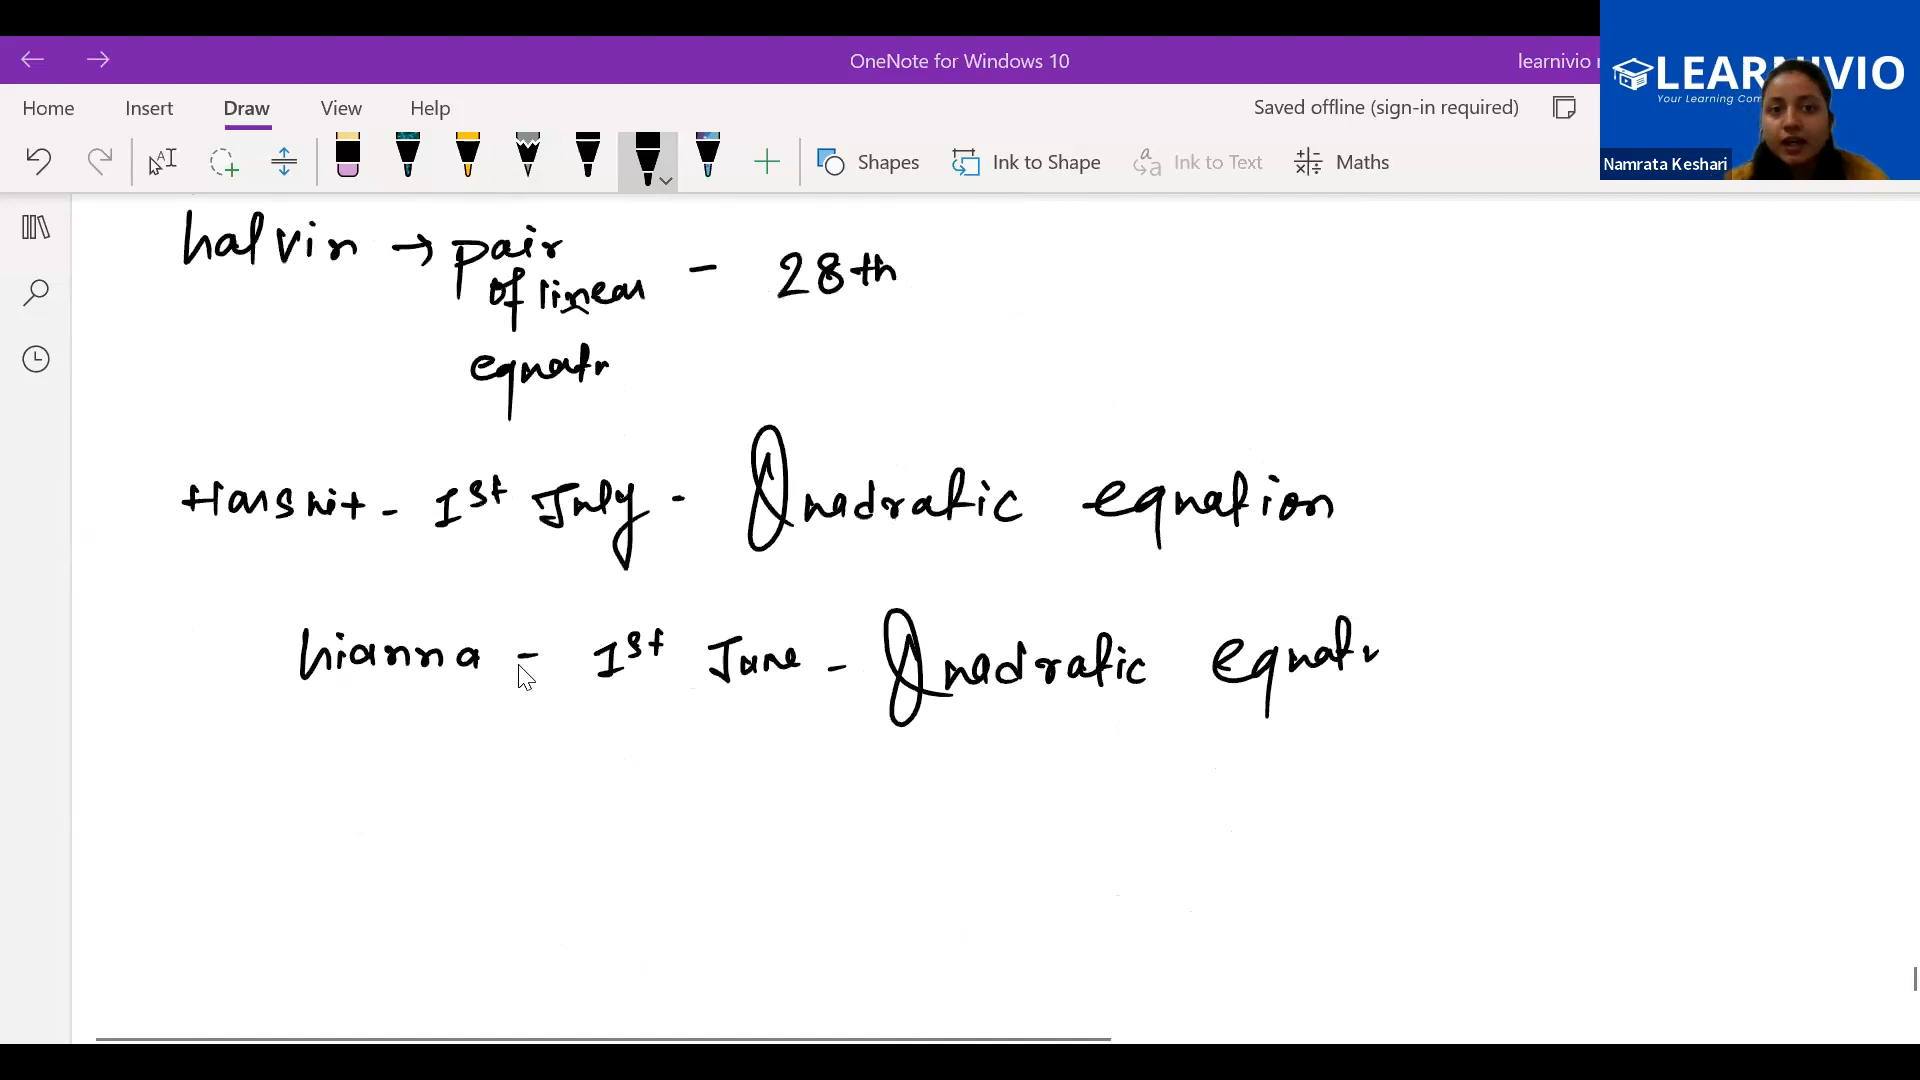 OneNote for Windows 10
learnivio
LEARNIVIO
Your Learning Com
Namrata Keshari
Home Insert Draw View Help
Saved offline (sign-in required)
Shapes Ink to Shape Ink to Text Maths
halvin → pair
of linear - 28th
equatn
Harshit - 1st July - Quadratic equation
hianna - 1st June - Quadratic equatn